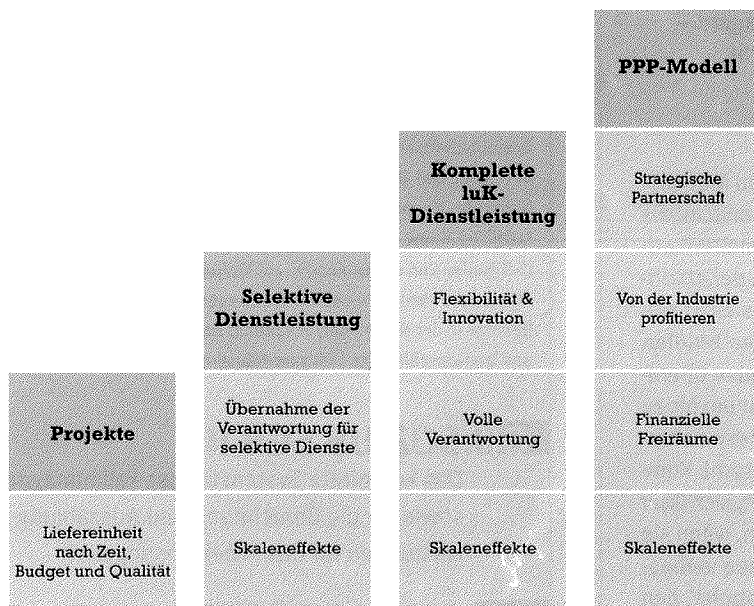 Projekte
Liefereinheit
nach Zeit,
Budget und Qualität
Selektive
Dienstleistung
Übernahme der
Verantwortung für
selektive Dienste
Skaleneffekte
Komplette
IuK-
Dienstleistung
Flexibilität &
Innovation
Volle
Verantwortung
Skaleneffekte
PPP-Modell
Strategische
Partnerschaft
Von der Industrie
profitieren
Finanzielle
Freiräume
Skaleneffekte